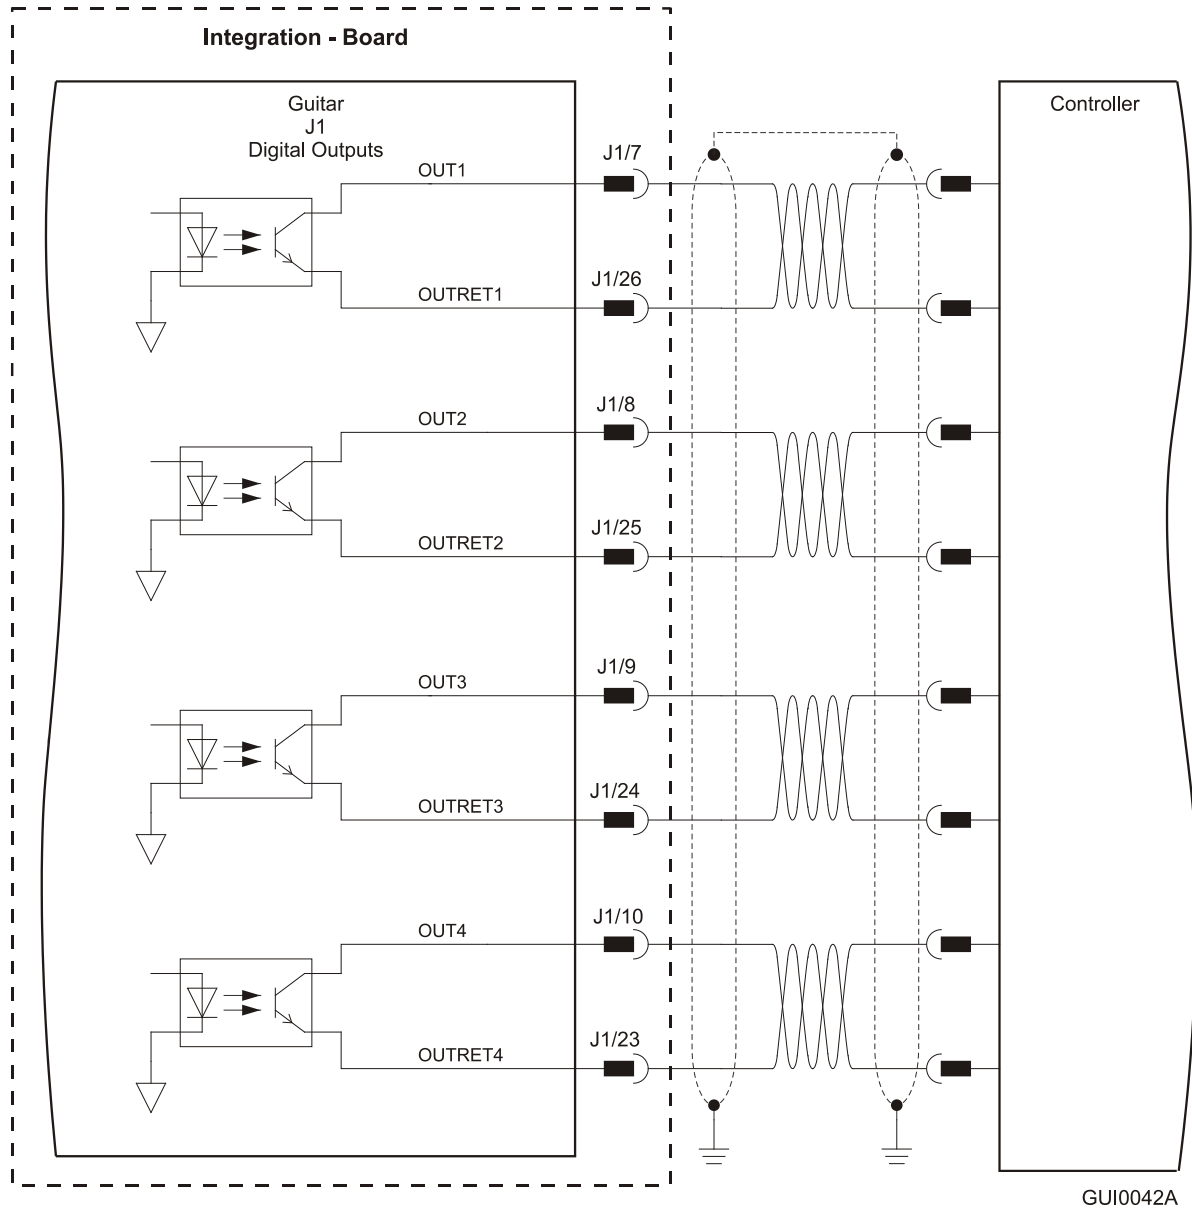 Integration - Board
Guitar
J1
Digital Outputs
Controller
OUT1
J1/7
OUTRET1
J1/26
OUT2
J1/8
OUTRET2
J1/25
OUT3
J1/9
OUTRET3
J1/24
OUT4
J1/10
OUTRET4
J1/23
GUI0042A